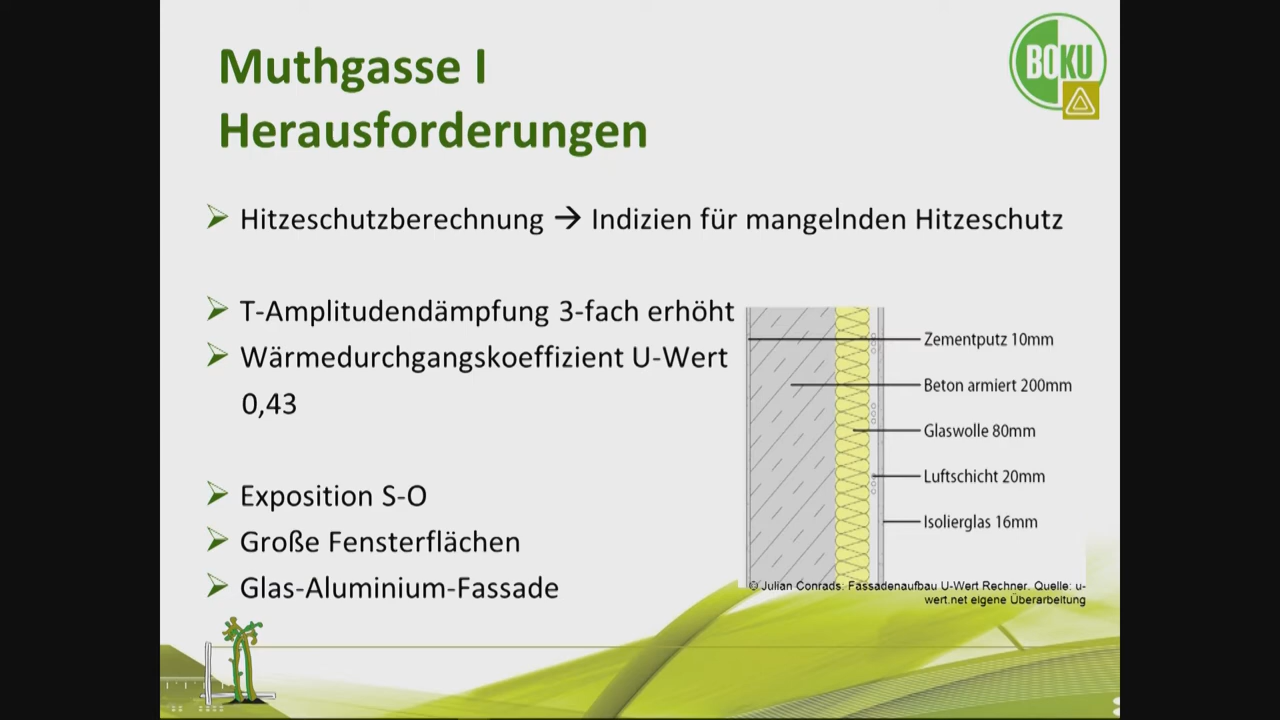 Muthgasse I
Herausforderungen
BOKU
Hitzeschutzberechnung → Indizien für mangelnden Hitzeschutz
T-Amplitudendämpfung 3-fach erhöht
Wärmedurchgangskoeffizient U-Wert
0,43
Exposition S-O
Große Fensterflächen
Glas-Aluminium-Fassade
Zementputz 10mm
Beton armiert 200mm
Glaswolle 80mm
Luftschicht 20mm
Isolierglas 16mm
© Julian Conrads: Fassadenaufbau U-Wert Rechner. Quelle: u-
wert.net eigene Überarbeitung